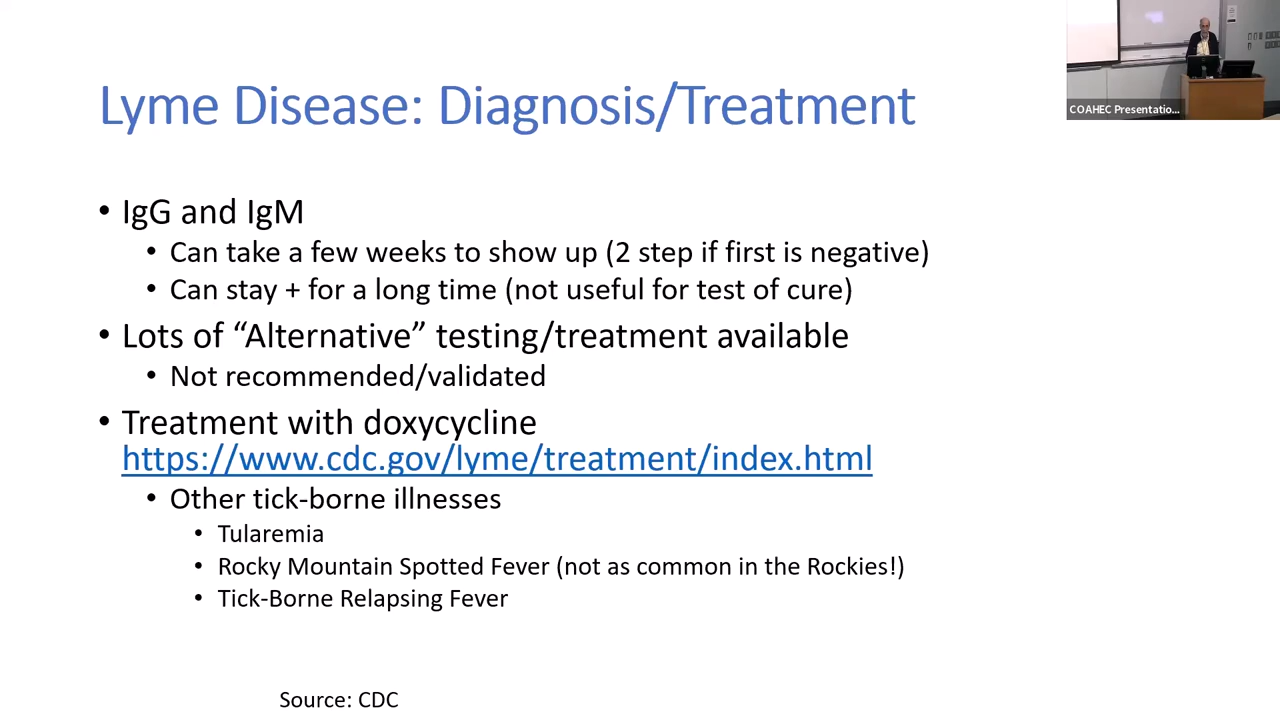 COAHEC Presentatio...
Lyme Disease: Diagnosis/Treatment
• IgG and IgM
• Can take a few weeks to show up (2 step if first is negative)
• Can stay + for a long time (not useful for test of cure)
• Lots of “Alternative” testing/treatment available
• Not recommended/validated
• Treatment with doxycycline
https://www.cdc.gov/lyme/treatment/index.html
• Other tick-borne illnesses
• Tularemia
• Rocky Mountain Spotted Fever (not as common in the Rockies!)
• Tick-Borne Relapsing Fever
Source: CDC